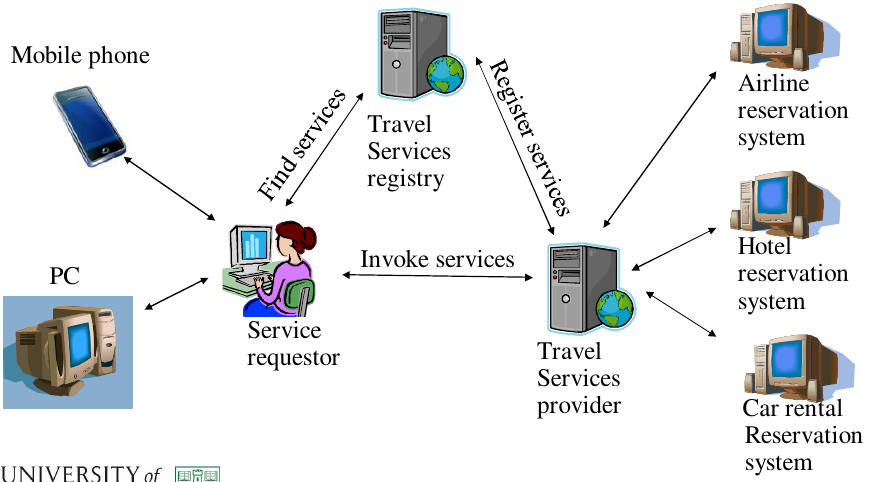 Mobile phone
Find services
Travel
Services
registry
Register services
Airline
reservation
system
PC
Service
requestor
Invoke services
Travel
Services
provider
Hotel
reservation
system
Car rental
Reservation
system
UNIVERSITY of